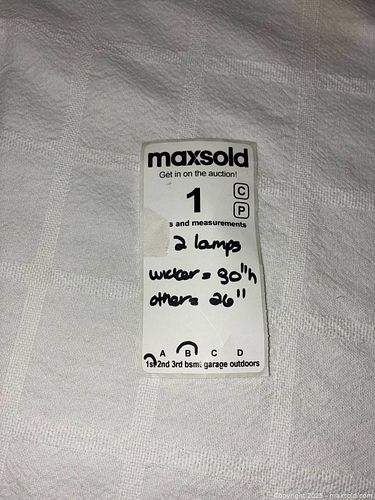 maxsold
Get in on the auction!
1
C
P
s and measurements
2 lamps
wicker = 30"h
other = 26"
A B C D
1st 2nd 3rd bsmt garage outdoors
Copyright 2025 - maxsold.com